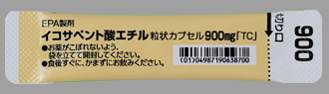 EPA製剤
イコサペント酸エチル粒状カプセル900mg「TC」
●お薬がこぼれないよう、
袋を立てて開封してください。
●食後すぐに、かまずにお飲みください。
(01)04987190638700
切り口
900